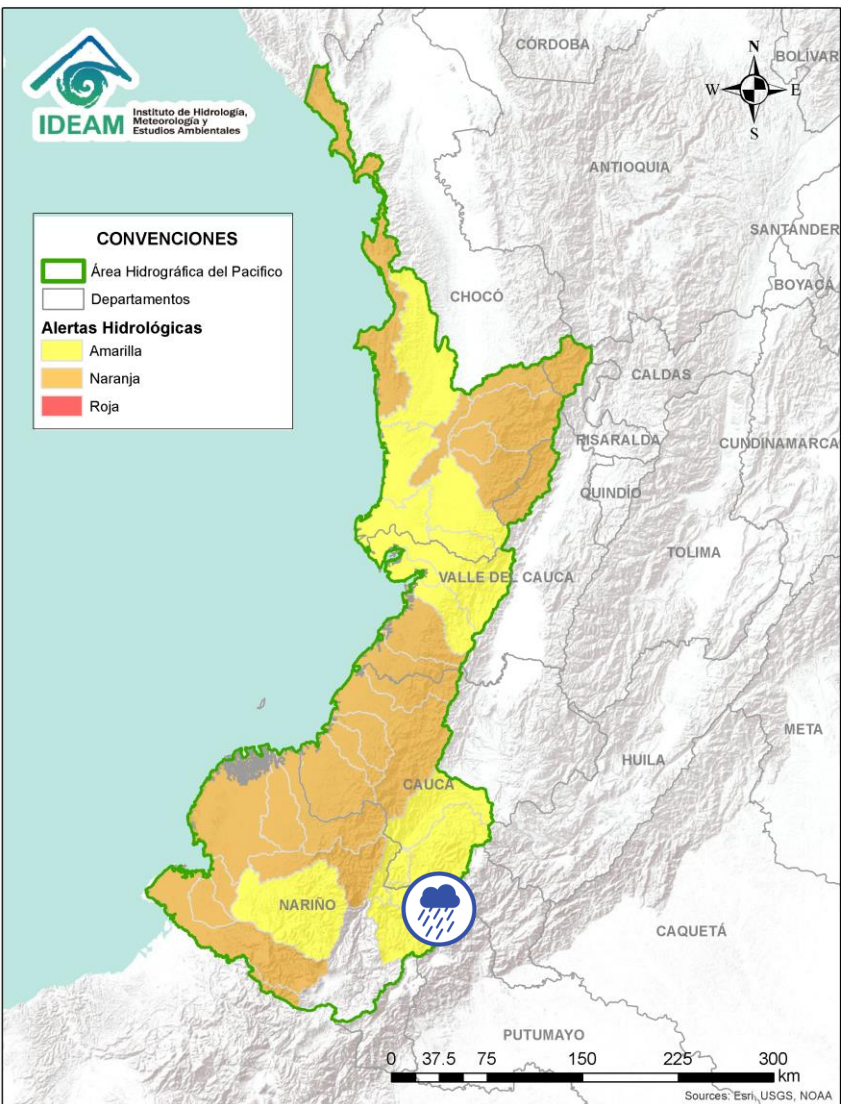 IDEAM
Instituto de Hidrología,
Meteorología y
Estudios Ambientales
CÓRDOBA
BOLÍVAR
N
W
E
S
ANTIOQUIA
SANTANDER
BOYACÁ
CONVENCIONES
Área Hidrográfica del Pacifico
Departamentos
Alertas Hidrológicas
Amarilla
Naranja
Roja
CHOCÓ
CALDAS
RISARALDA
CUNDINAMARCA
QUINDÍO
TOLIMA
VALLE DEL CAUCA
META
HUILA
CAUCA
NARIÑO
CAQUETÁ
PUTUMAYO
0 37.5 75 150 225 300
km
Sources: Esri, USGS, NOAA